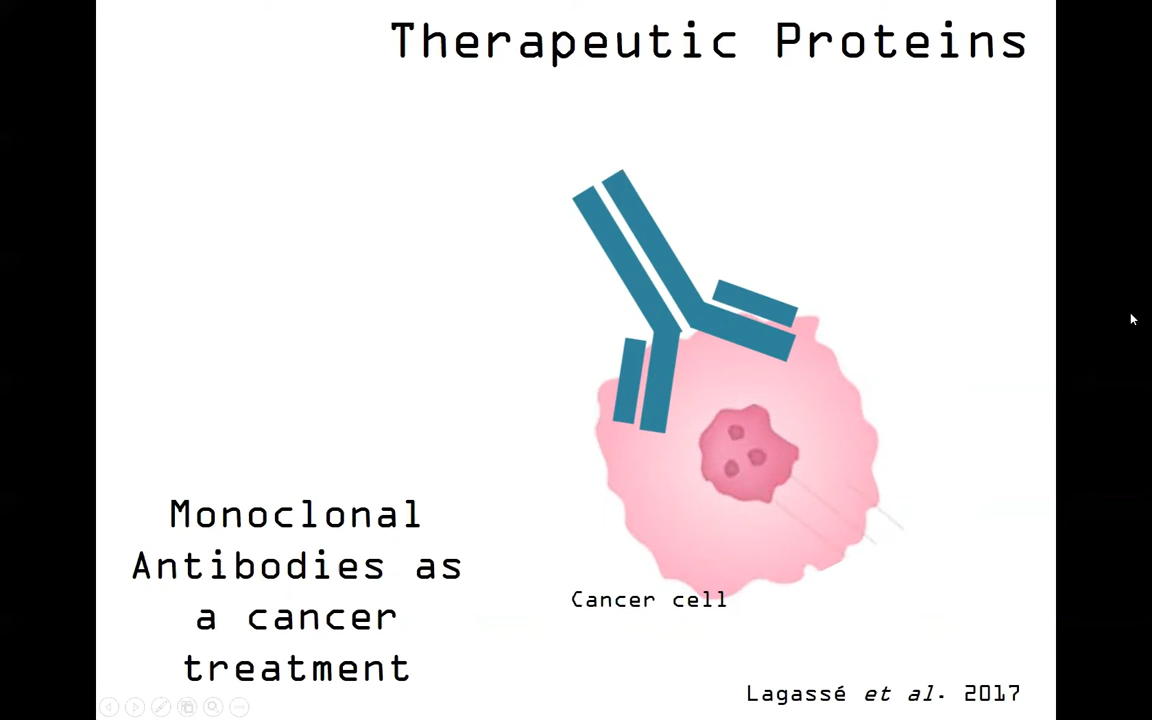 Therapeutic Proteins
Monoclonal
Antibodies as
a cancer
treatment
Cancer cell
Lagassé et al. 2017